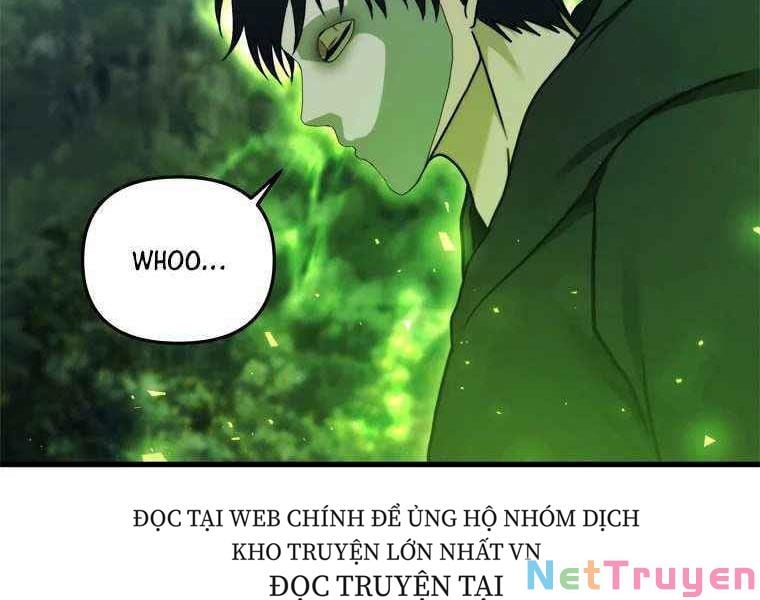 WHOO...
ĐỌC TẠI WEB CHÍNH ĐỂ ỦNG HỘ NHÓM DỊCH
KHO TRUYỆN LỚN NHẤT VN
ĐỌC TRUYỆN TẠI
NetTruyen